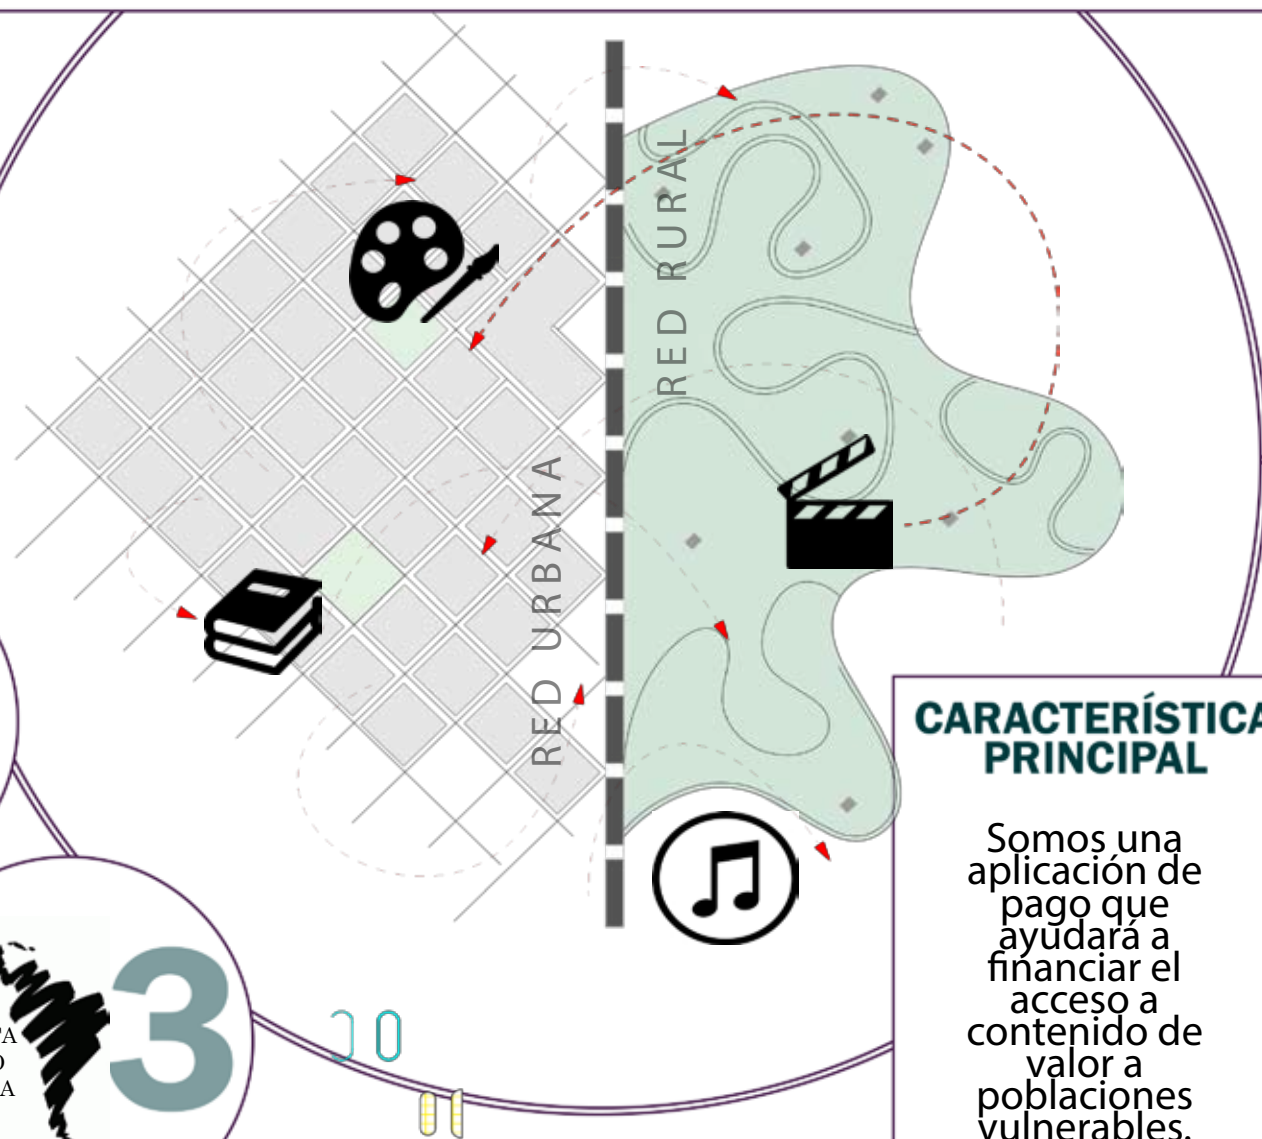 RED RURAL
RED URBANA
CARACTERÍSTICA
PRINCIPAL
Somos una
aplicación de
pago que
ayudará a
financiar el
acceso a
contenido de
valor a
poblaciones
vulnerables.
3